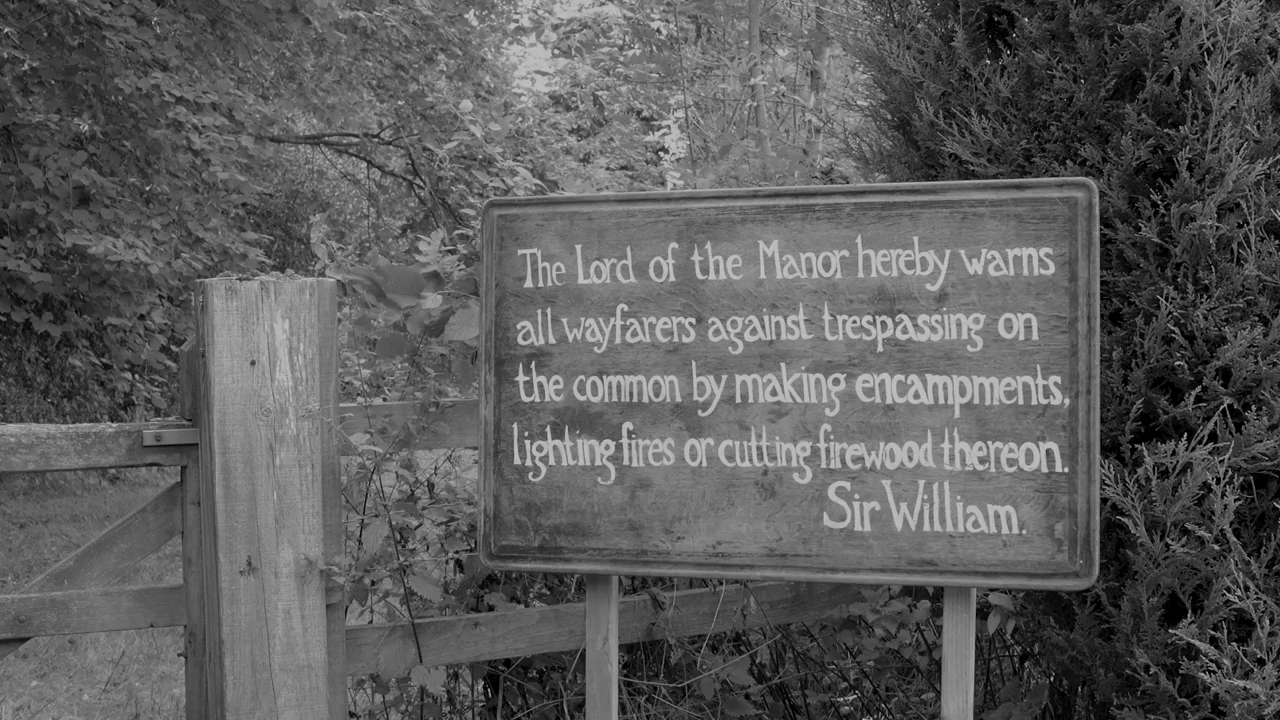 The Lord of the Manor hereby warns
all wayfarers against trespassing on
the common by making encampments,
lighting fires or cutting firewood thereon.
Sir William.